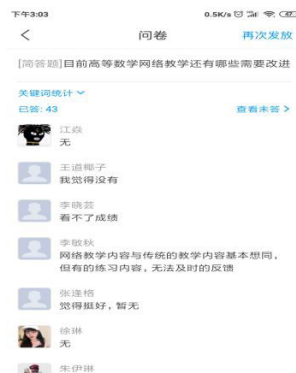 下午3:03
0.5K/s
问卷
再次发放
[简答题]目前高等数学网络教学还有哪些需要改进
关键词统计
已答: 43
查看未答 >
江焱
无
王道椰子
我觉得没有
李晓芸
看不了成绩
李敏秋
网络教学内容与传统的教学内容基本想同,
但有的练习内容, 无法及时的反馈
张逢格
觉得挺好, 暂无
徐琳
无
朱伊琳